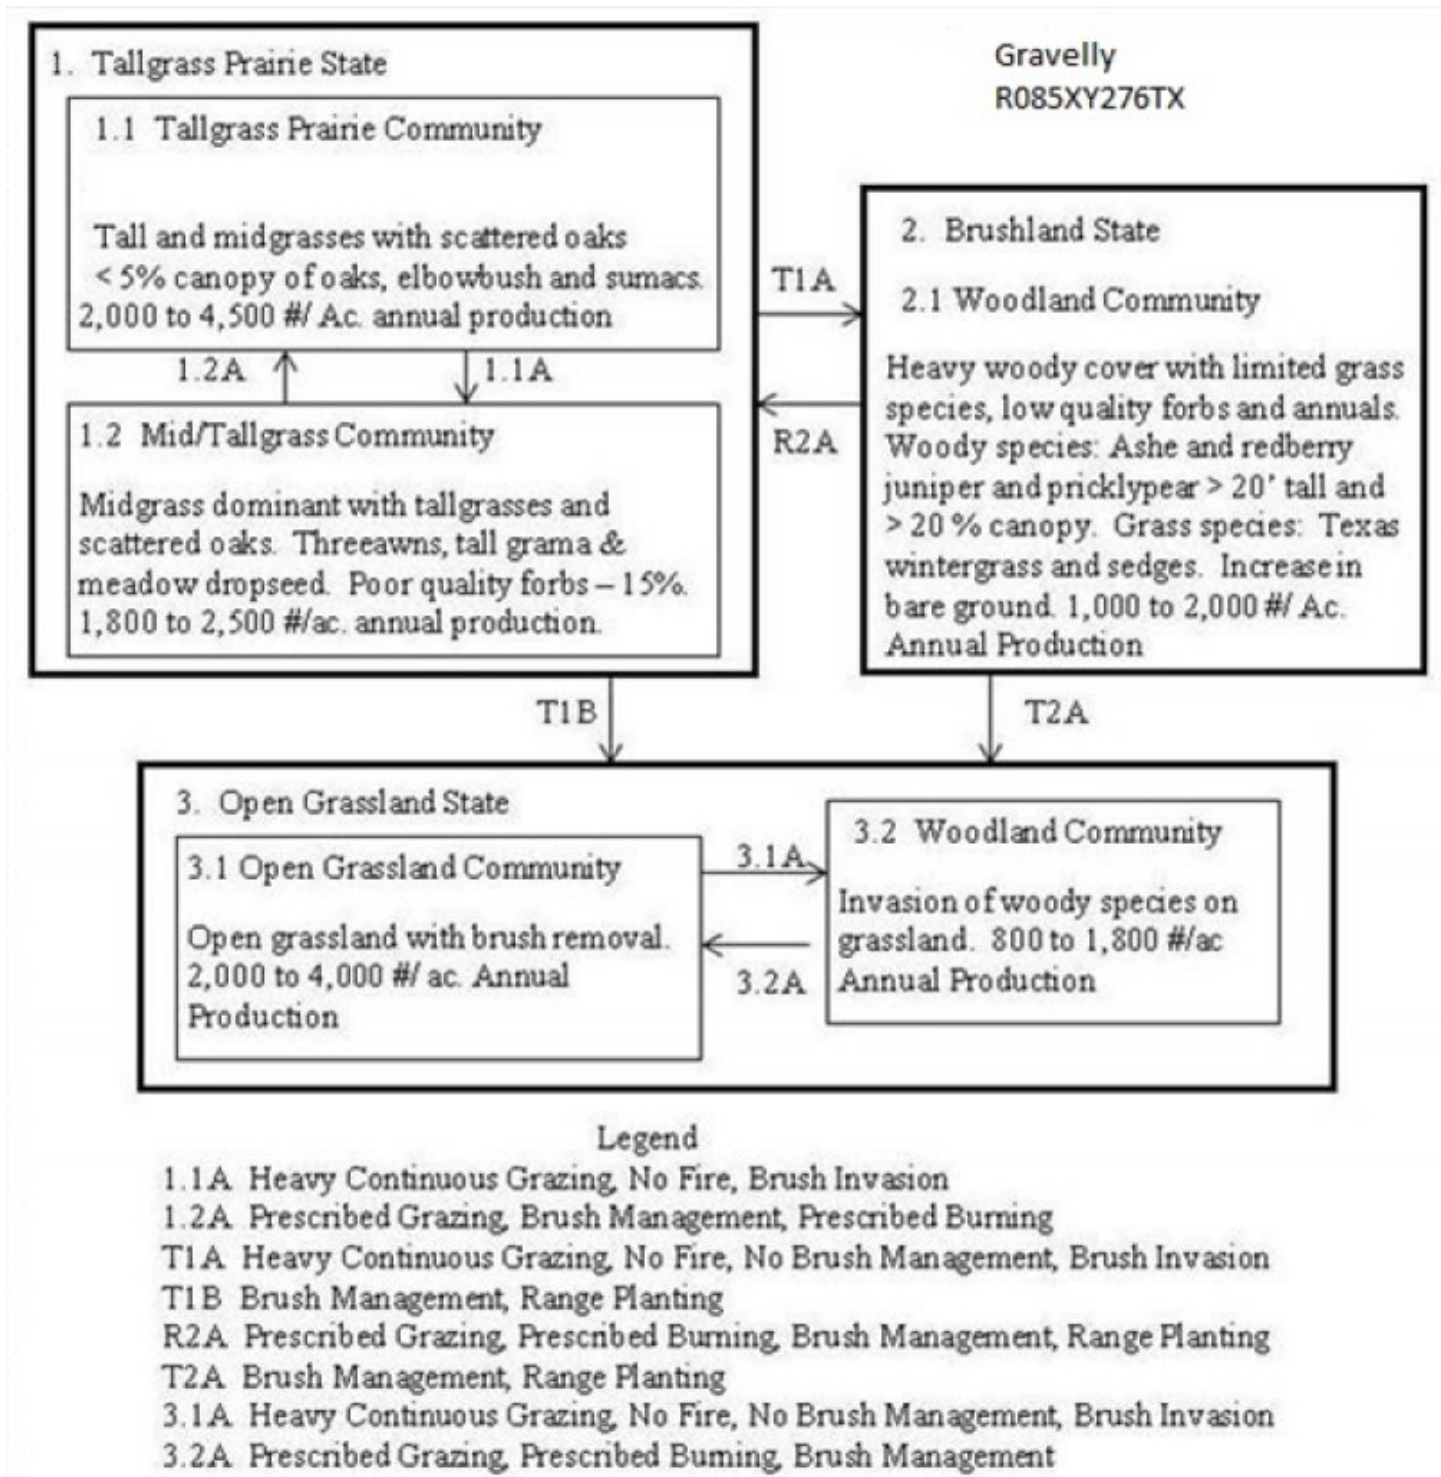 Gravelly
R085XY276TX
1. Tallgrass Prairie State
1.1 Tallgrass Prairie Community
Tall and midgrasses with scattered oaks
< 5% canopy of oaks, elbowbush and sumacs.
2,000 to 4,500 #/ Ac. annual production
1.2A
1.1A
1.2 Mid/Tallgrass Community
Midgrass dominant with tallgrasses and
scattered oaks. Threeawns, tall grama &
meadow dropseed. Poor quality forbs – 15%.
1,800 to 2,500 #/ac. annual production.
T1A
R2A
2. Brushland State
2.1 Woodland Community
Heavy woody cover with limited grass
species, low quality forbs and annuals.
Woody species: Ashe and redberry
juniper and pricklypear > 20’ tall and
> 20 % canopy. Grass species: Texas
wintergrass and sedges. Increase in
bare ground. 1,000 to 2,000 #/ Ac.
Annual Production
T1B
T2A
3. Open Grassland State
3.1 Open Grassland Community
Open grassland with brush removal.
2,000 to 4,000 #/ ac. Annual
Production
3.1A
3.2A
3.2 Woodland Community
Invasion of woody species on
grassland. 800 to 1,800 #/ac
Annual Production
Legend
1.1A Heavy Continuous Grazing, No Fire, Brush Invasion
1.2A Prescribed Grazing, Brush Management, Prescribed Burning
T1A Heavy Continuous Grazing, No Fire, No Brush Management, Brush Invasion
T1B Brush Management, Range Planting
R2A Prescribed Grazing, Prescribed Burning, Brush Management, Range Planting
T2A Brush Management, Range Planting
3.1A Heavy Continuous Grazing, No Fire, No Brush Management, Brush Invasion
3.2A Prescribed Grazing, Prescribed Burning, Brush Management